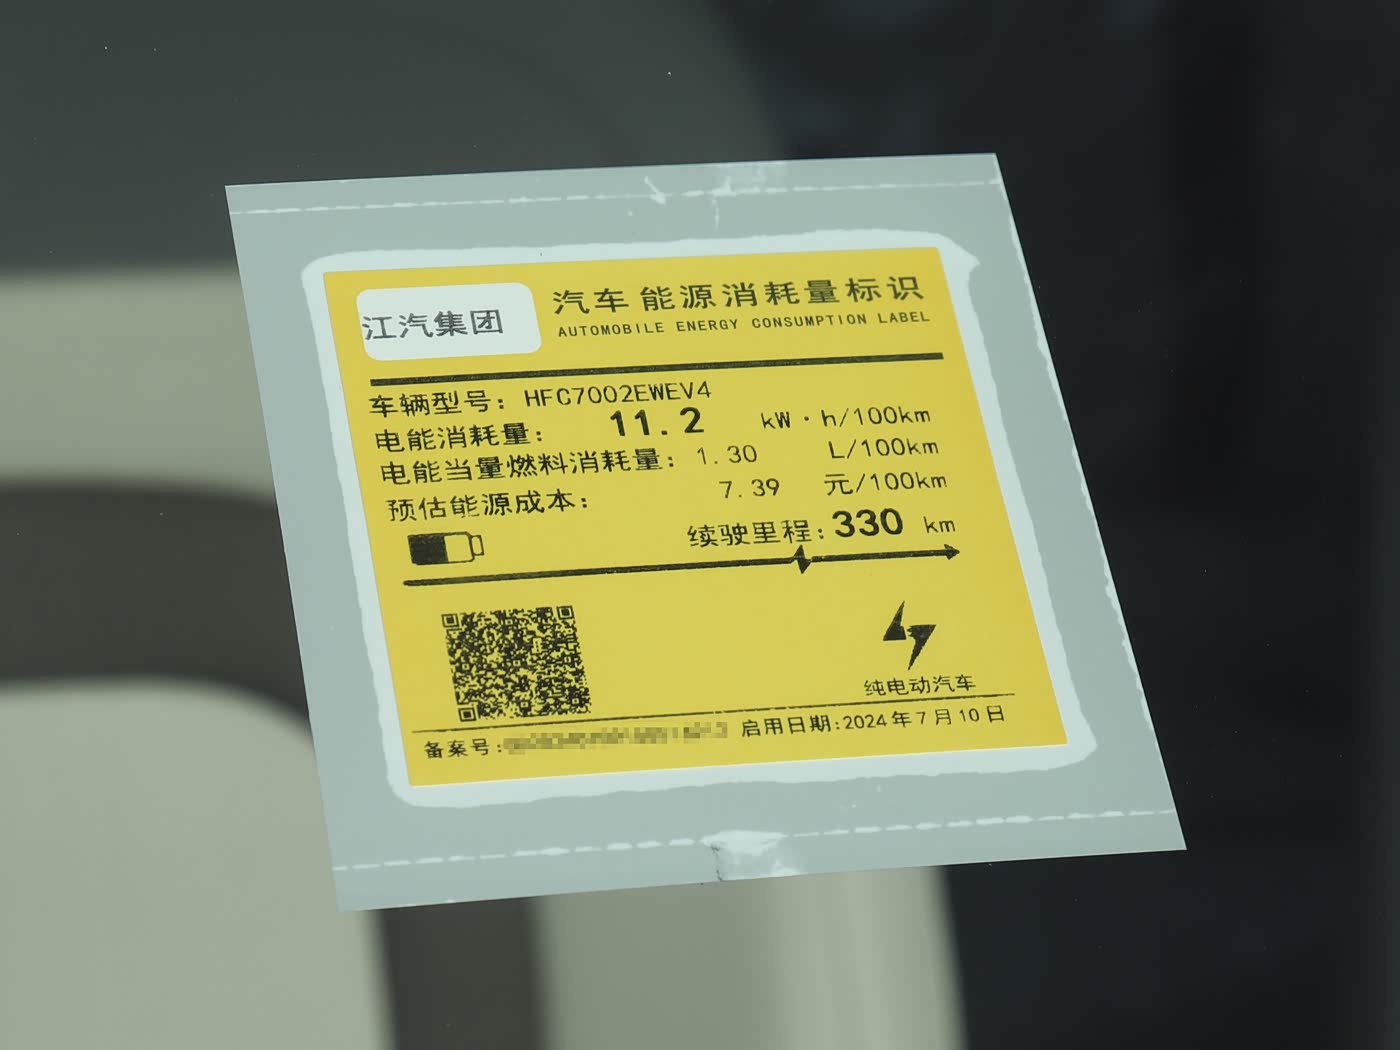 江汽集团
汽车能源消耗量标识
AUTOMOBILE ENERGY CONSUMPTION LABEL
车辆型号：HFC7002EWEV4
电能消耗量： 11.2 kW·h/100km
电能当量燃料消耗量：1.30 L/100km
预估能源成本： 7.39 元/100km
续驶里程：330 km
纯电动汽车
备案号： 启用日期：2024年7月10日